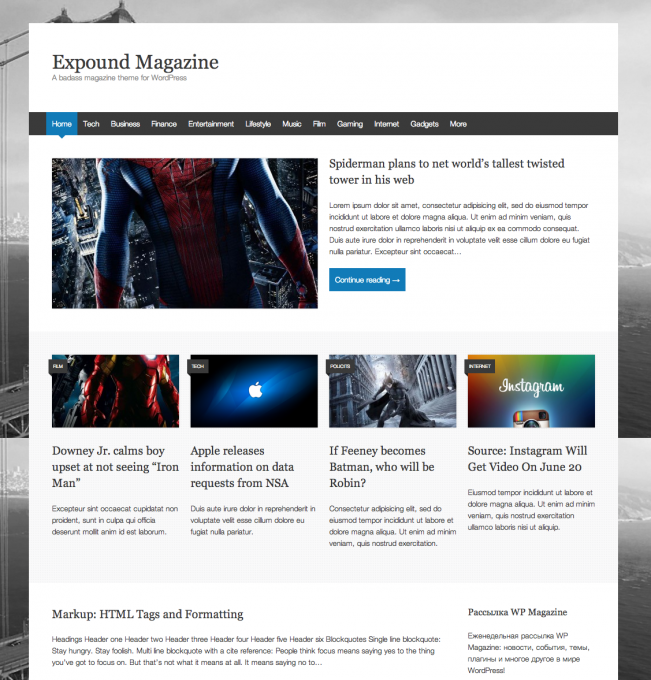 Expound Magazine
A badass magazine theme for WordPress
Home Tech Business Finance Entertainment Lifestyle Music Film Gaming Internet Gadgets More
Spiderman plans to net world's tallest twisted
tower in his web
Lorem ipsum dolor sit amet, consectetur adipisicing elit, sed do eiusmod tempor
incididunt ut labore et dolore magna aliqua. Ut enim ad minim veniam, quis
nostrud exercitation ullamco laboris nisi ut aliquip ex ea commodo consequat.
Duis aute irure dolor in reprehenderit in voluptate velit esse cillum dolore eu fugiat
nulla pariatur. Excepteur sint occaecat…
Continue reading →
FILM
Downey Jr. calms boy
upset at not seeing “Iron
Man”
Excepteur sint occaecat cupidatat non
proident, sunt in culpa qui officia
deserunt mollit anim id est laborum.
TECH
Apple releases
information on data
requests from NSA
Duis aute irure dolor in reprehenderit in
voluptate velit esse cillum dolore eu
fugiat nulla pariatur.
POLICITS
If Feeney becomes
Batman, who will be
Robin?
Consectetur adipisicing elit, sed do
eiusmod tempor incididunt ut labore et
dolore magna aliqua. Ut enim ad minim
veniam, quis nostrud exercitation.
INTERNET
Instagram
Source: Instagram Will
Get Video On June 20
Eiusmod tempor incididunt ut labore et
dolore magna aliqua. Ut enim ad minim
veniam, quis nostrud exercitation
ullamco laboris nisi ut aliquip.
Markup: HTML Tags and Formatting
Headings Header one Header two Header three Header four Header five Header six Blockquotes Single line blockquote:
Stay hungry. Stay foolish. Multi line blockquote with a cite reference: People think focus means saying yes to the thing
you've got to focus on. But that's not what it means at all. It means saying no to…
Рассылка WP Magazine
Еженедельная рассылка WP
Magazine: новости, события, темы,
плагины и многое другое в мире
WordPress!